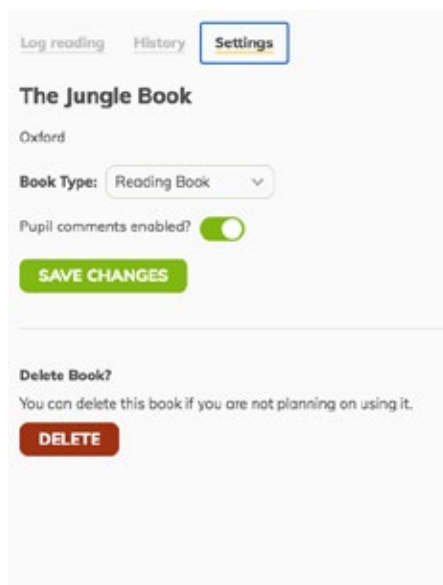 Log reading History Settings
The Jungle Book
Oxford
Book Type: Reading Book
Pupil comments enabled?
SAVE CHANGES
Delete Book?
You can delete this book if you are not planning on using it.
DELETE